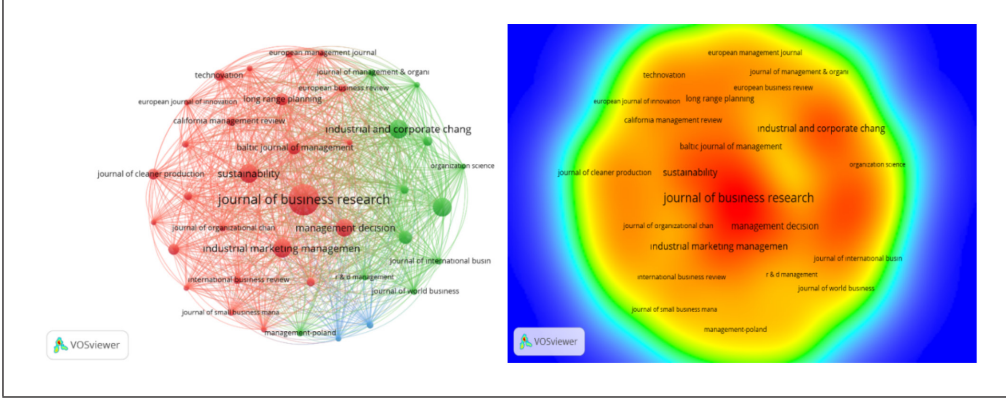 european management journal
technovation
journal of management & organi
european business review
european journal of innovation
long range planning
california management review
industrial and corporate chang
baltic journal of management
organization science
journal of cleaner production
sustainability
journal of business research
journal of organizational chan
management decision
industrial marketing managemen
journal of international busin
international business review
r & d management
journal of world business
journal of small business mana
management-poland
VOSviewer
european management journal
technovation
journal of management & organi
european business review
european journal of innovation
long range planning
california management review
industrial and corporate chang
baltic journal of management
organization science
journal of cleaner production
sustainability
journal of business research
journal of organizational chan
management decision
industrial marketing managemen
journal of international busin
international business review
r & d management
journal of world business
journal of small business mana
management-poland
VOSviewer